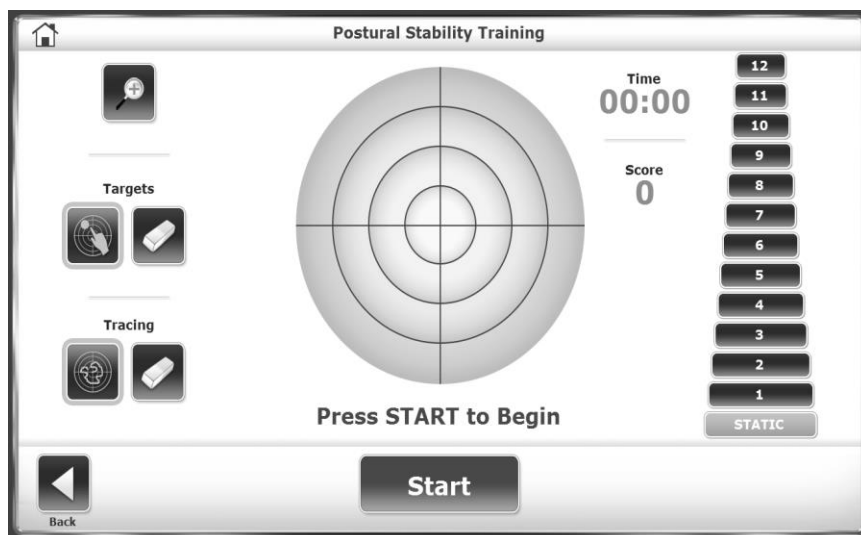 Postural Stability Training
Targets
Tracing
Time
00:00
Score
0
12
11
10
9
8
7
6
5
4
3
2
1
STATIC
Press START to Begin
Back
Start